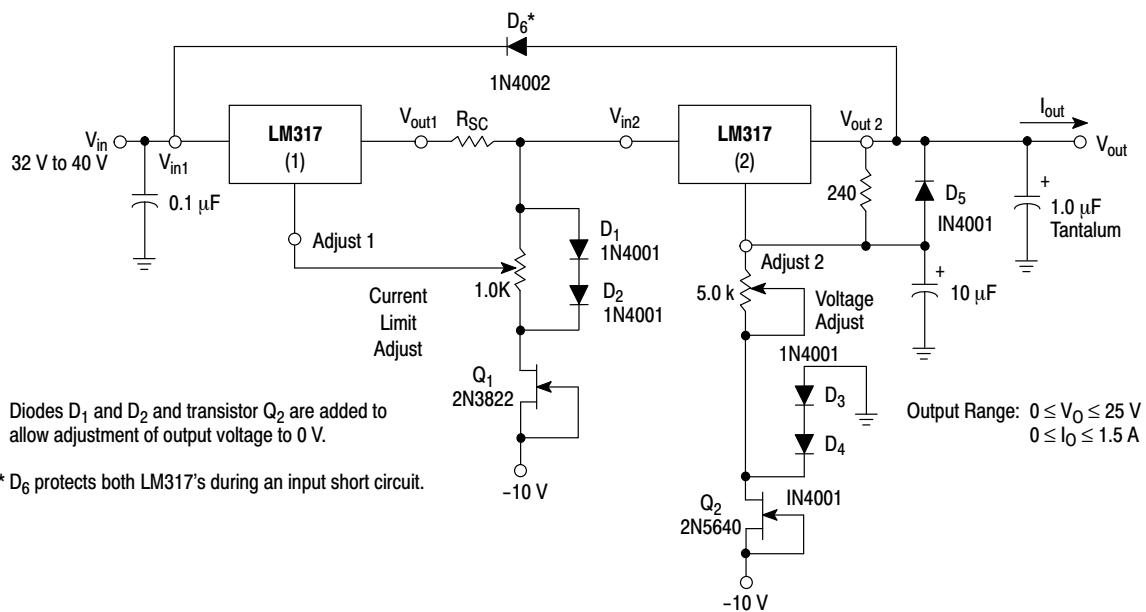 D6*
1N4002
Vin
32 V to 40 V
Vin1
0.1 μF
LM317
(1)
Adjust 1
Vout1
RSC
Vin2
LM317
(2)
Vout 2
Iout
Vout
240
D5
IN4001
+
1.0 μF
Tantalum
Adjust 2
+
10 μF
5.0 k
Voltage
Adjust
D1
1N4001
D2
1N4001
1.0K
Current
Limit
Adjust
Q1
2N3822
–10 V
1N4001
D3
D4
IN4001
Q2
2N5640
–10 V
Output Range: 0 ≤ VO ≤ 25 V
0 ≤ IO ≤ 1.5 A
Diodes D1 and D2 and transistor Q2 are added to
allow adjustment of output voltage to 0 V.
* D6 protects both LM317's during an input short circuit.